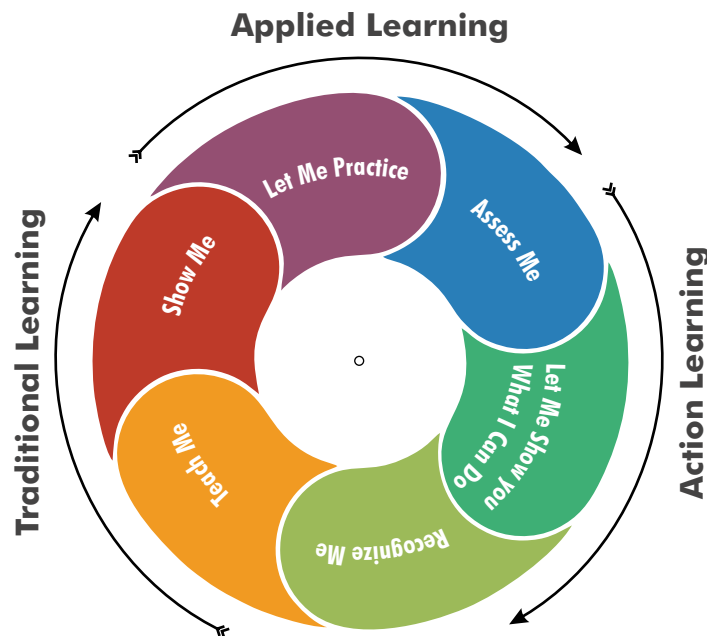 Applied Learning
Let Me Practice
Assess Me
Show Me
Traditional Learning
Action Learning
Let Me Show you
What I Can Do
Teach Me
Recognize Me